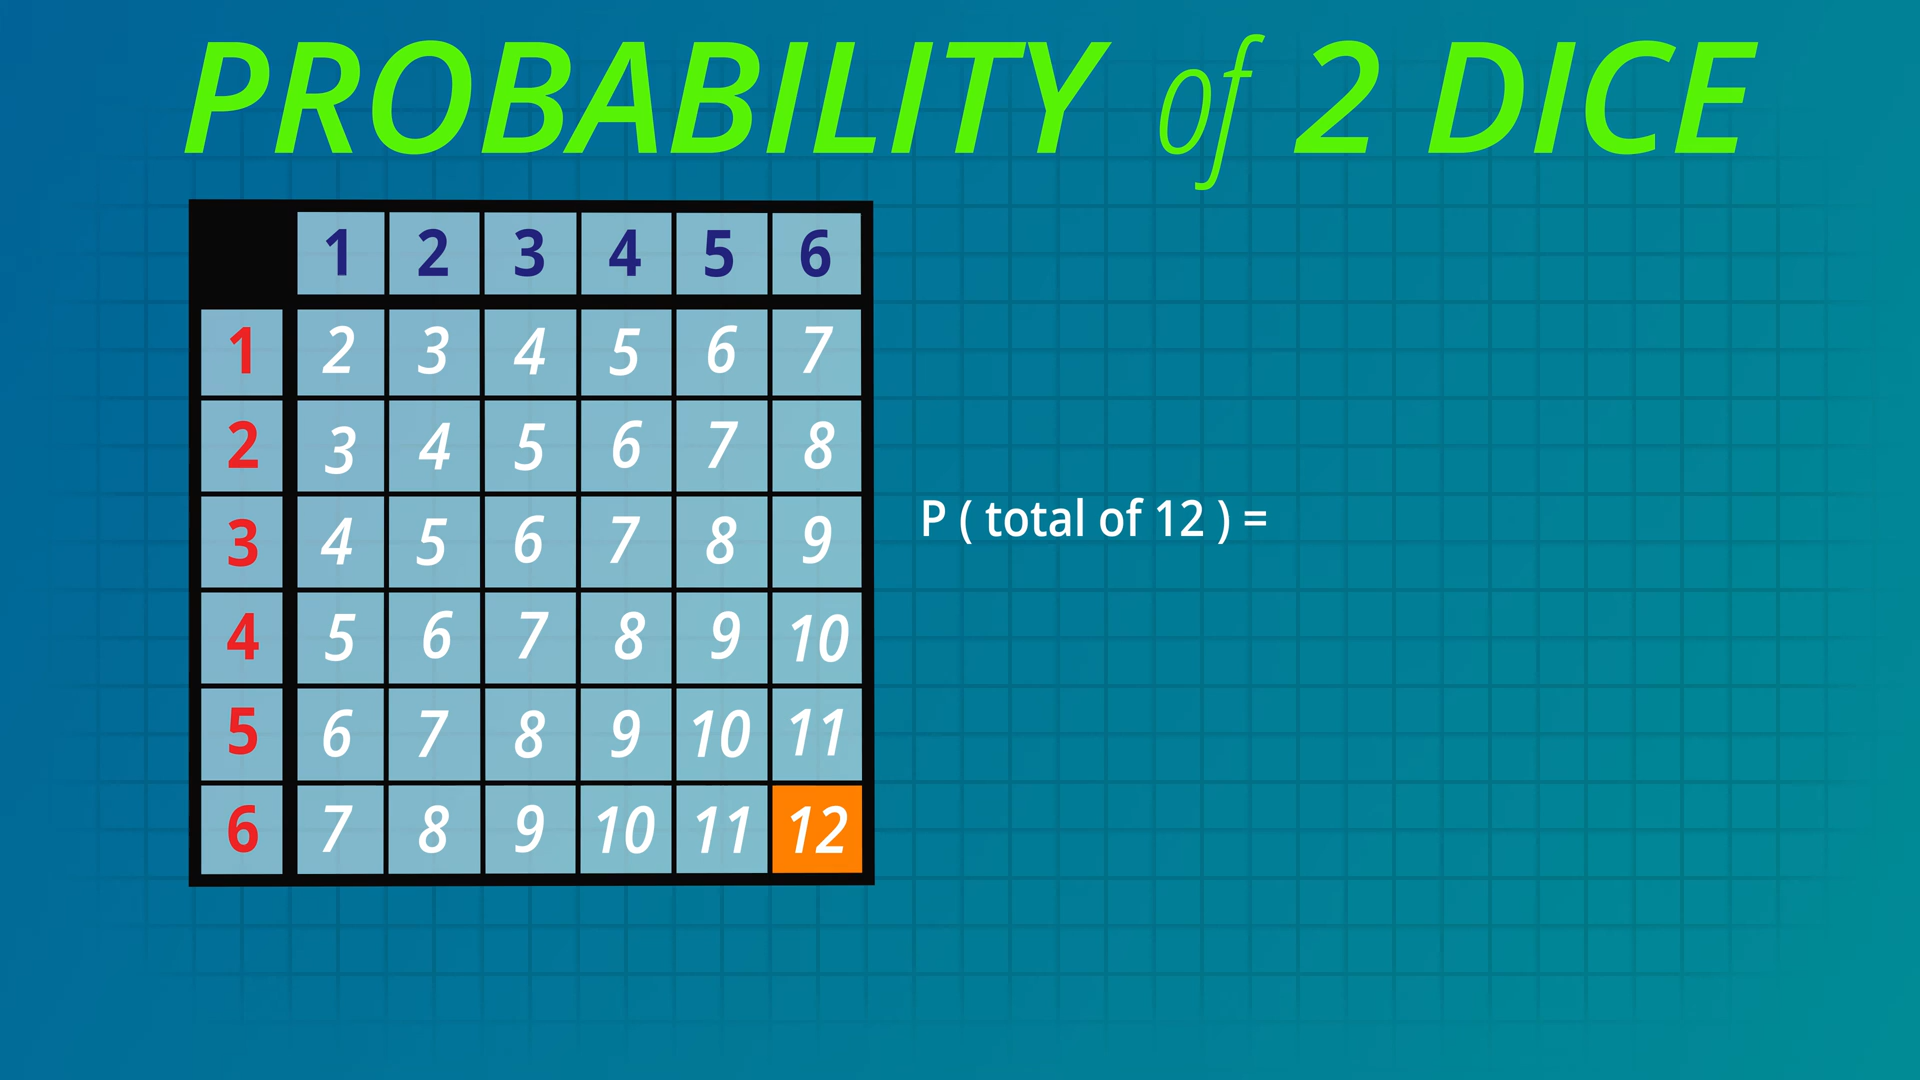 PROBABILITY of 2 DICE
1 2 3 4 5 6
1 2 3 4 5 6 7
2 3 4 5 6 7 8
3 4 5 6 7 8 9
4 5 6 7 8 9 10
5 6 7 8 9 10 11
6 7 8 9 10 11 12
P ( total of 12 ) =